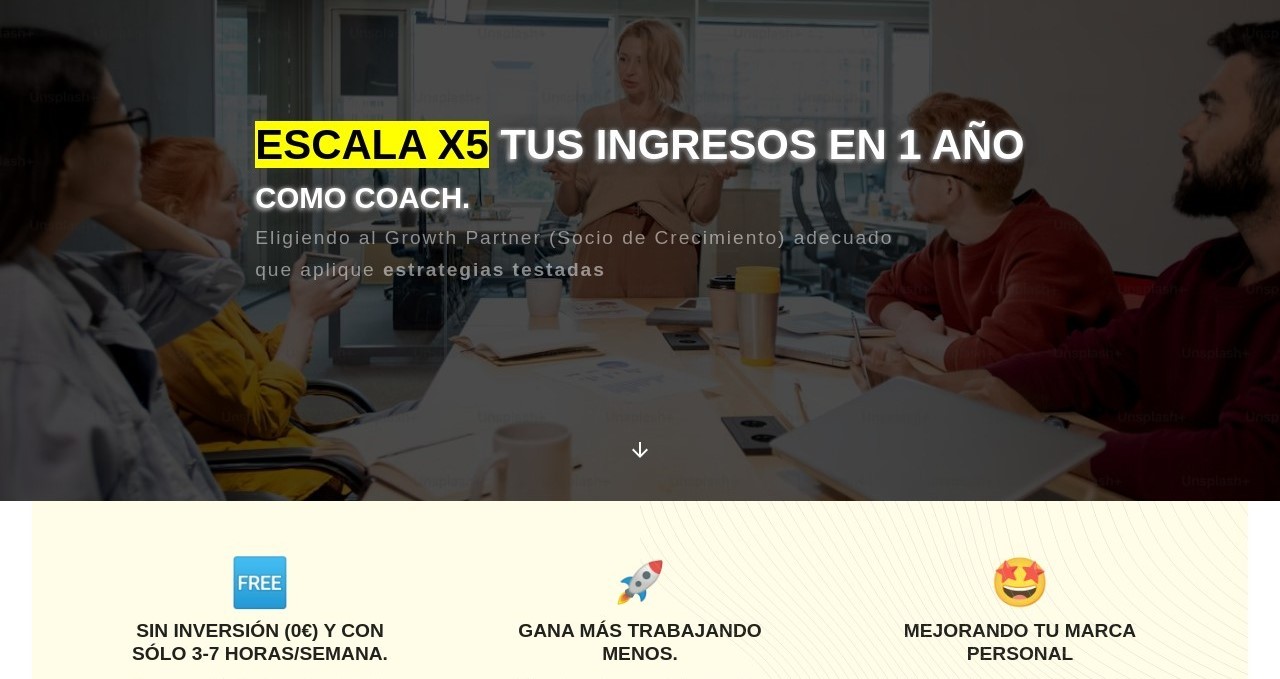 ESCALA X5 TUS INGRESOS EN 1 AÑO
COMO COACH.
Eligiendo al Growth Partner (Socio de Crecimiento) adecuado
que aplique estrategias testadas
FREE
SIN INVERSIÓN (0€) Y CON
SÓLO 3-7 HORAS/SEMANA.
GANA MÁS TRABAJANDO
MENOS.
MEJORANDO TU MARCA
PERSONAL
Unsplash+